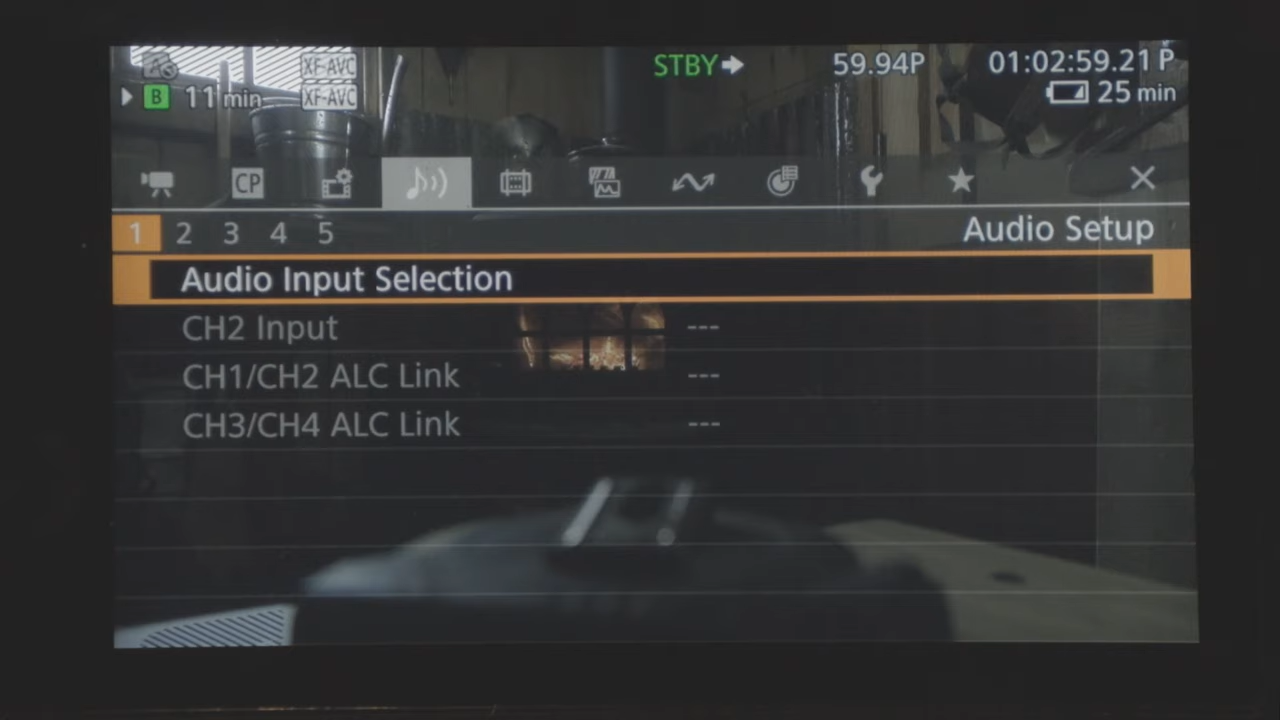 A XF-AVC STBY 59.94P 01:02:59.21 P
B 11 min XF-AVC 25 min
CP
1 2 3 4 5 Audio Setup
Audio Input Selection
CH2 Input ---
CH1/CH2 ALC Link ---
CH3/CH4 ALC Link ---